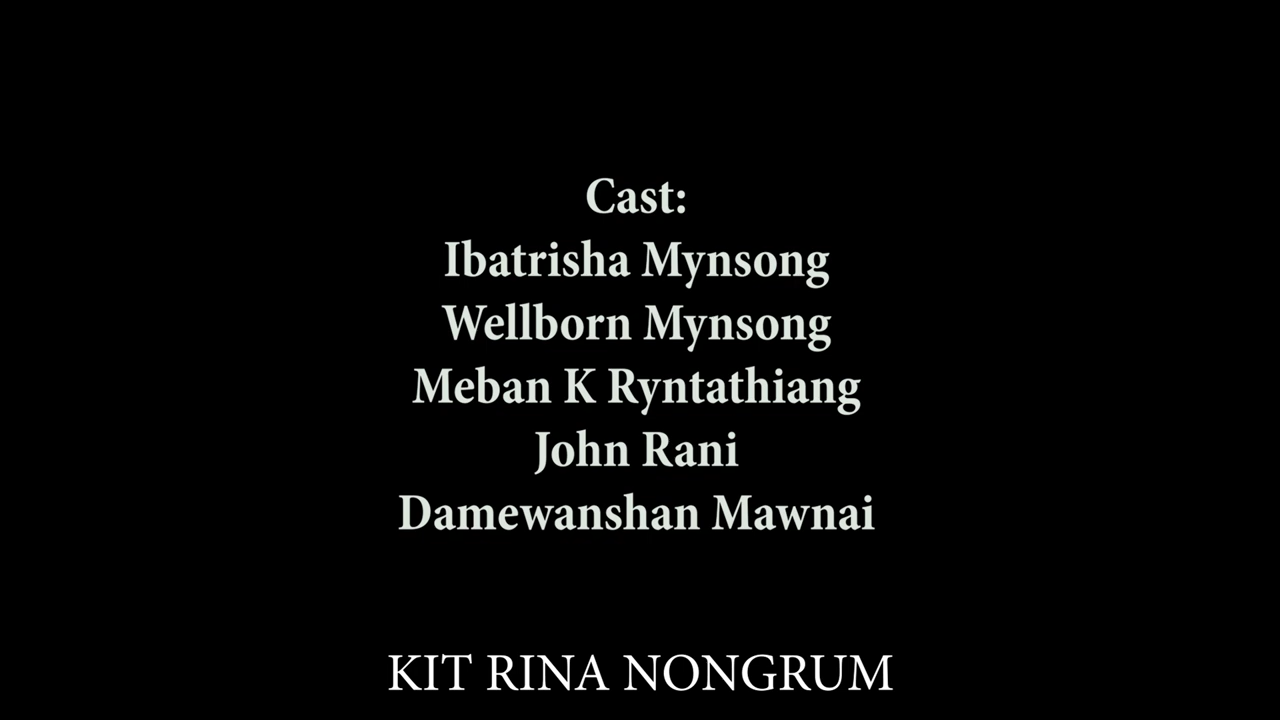 Cast:
Ibatrisha Mynsong
Wellborn Mynsong
Meban K Ryntathiang
John Rani
Damewanshan Mawnai
KIT RINA NONGRUM